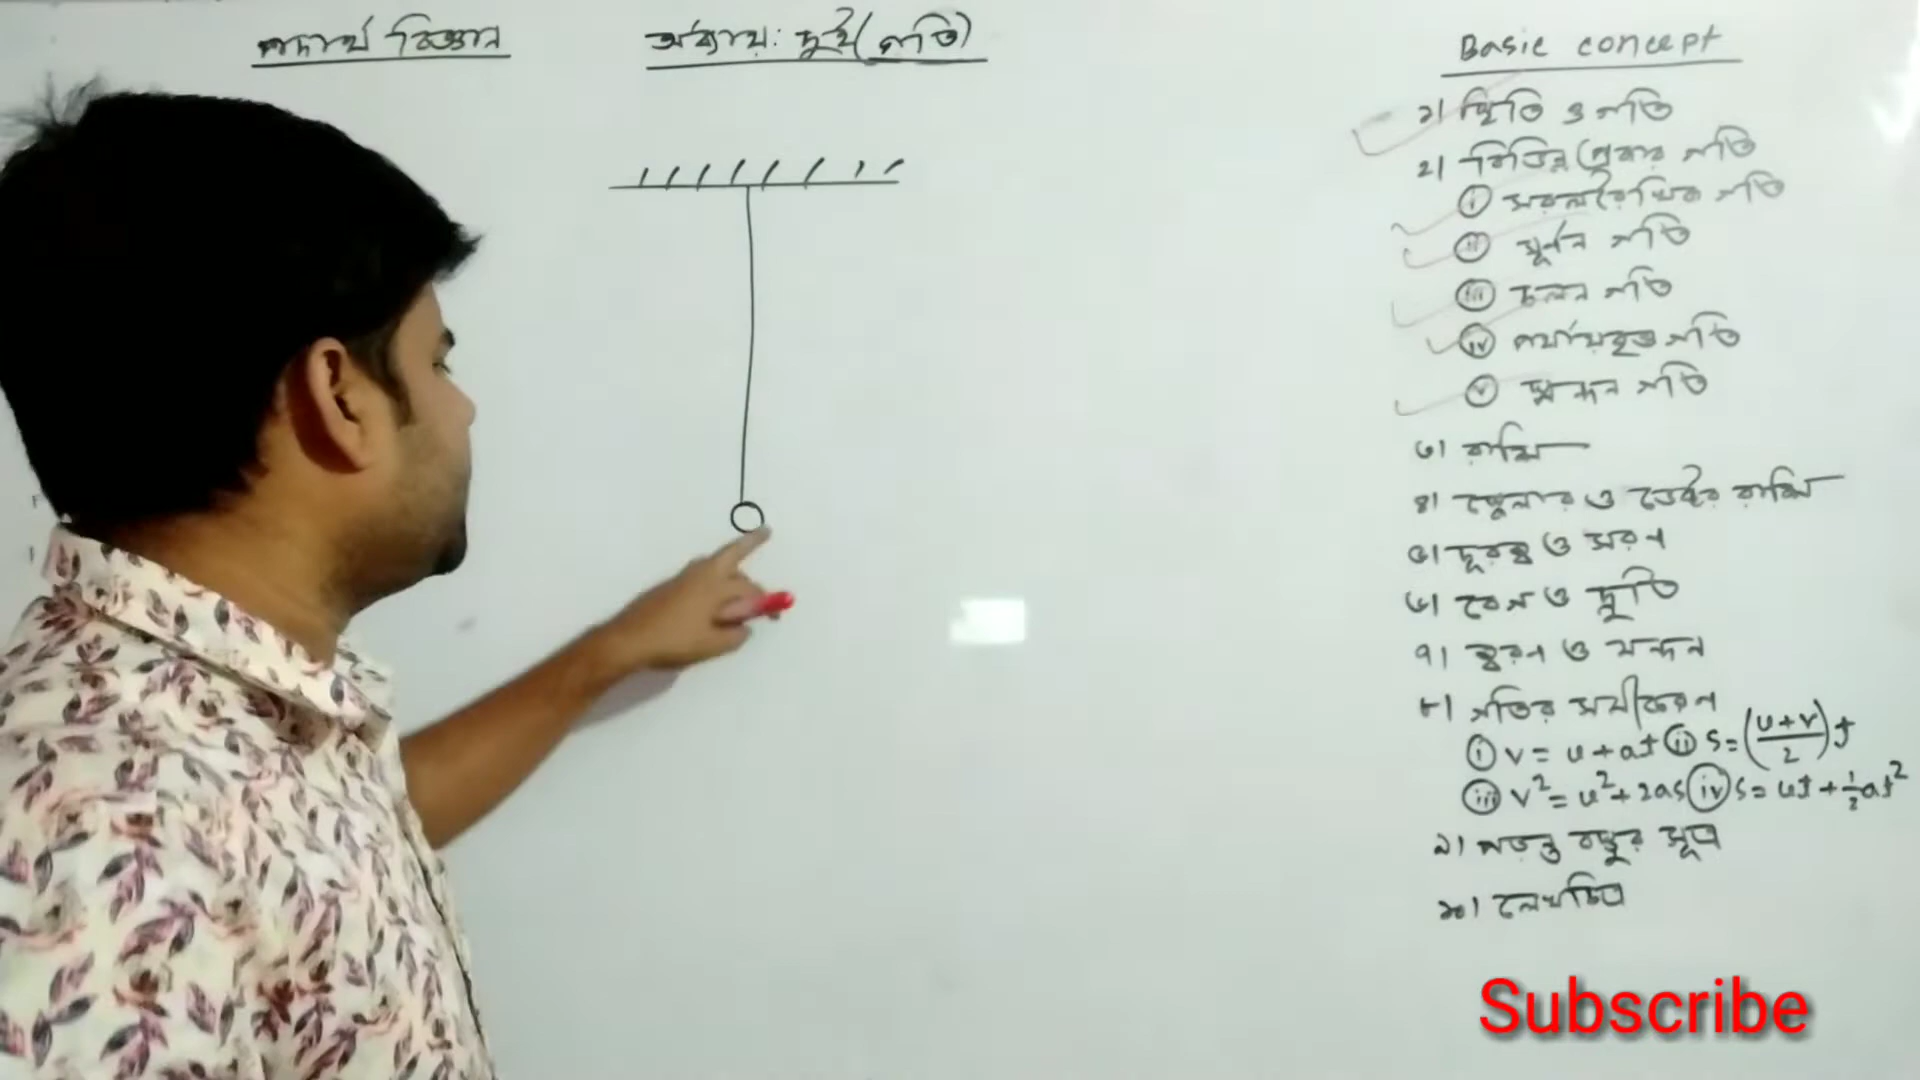 পদার্থ বিজ্ঞান
অধ্যায়: দুই (গতি)
Basic concept
১। স্থিতি ও গতি
২। বিভিন্ন প্রকার গতি
i সরলরৈখিক গতি
ii ঘূর্ণন গতি
iii চলন গতি
iv পর্যায়বৃত্ত গতি
v স্পন্দন গতি
৩। রাশি
৪। স্কেলার ও ভেক্টর রাশি
৫। দূরত্ব ও সরণ
৬। বেগ ও দ্রুতি
৭। ত্বরণ ও মন্দন
৮। গতির সমীকরণ
i v = u + at ii s = (u+v/2) t
iii v² = u² + 2as iv s = ut + ½at²
৯। পড়ন্ত বস্তুর সূত্র
১০। লেখচিত্র
Subscribe